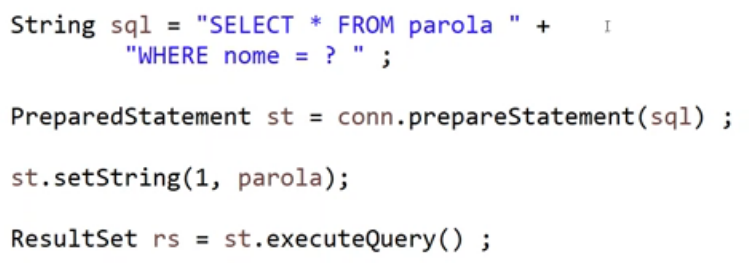 String sql = "SELECT * FROM parola " +
"WHERE nome = ? " ;
PreparedStatement st = conn.prepareStatement(sql) ;
st.setString(1, parola);
ResultSet rs = st.executeQuery() ;